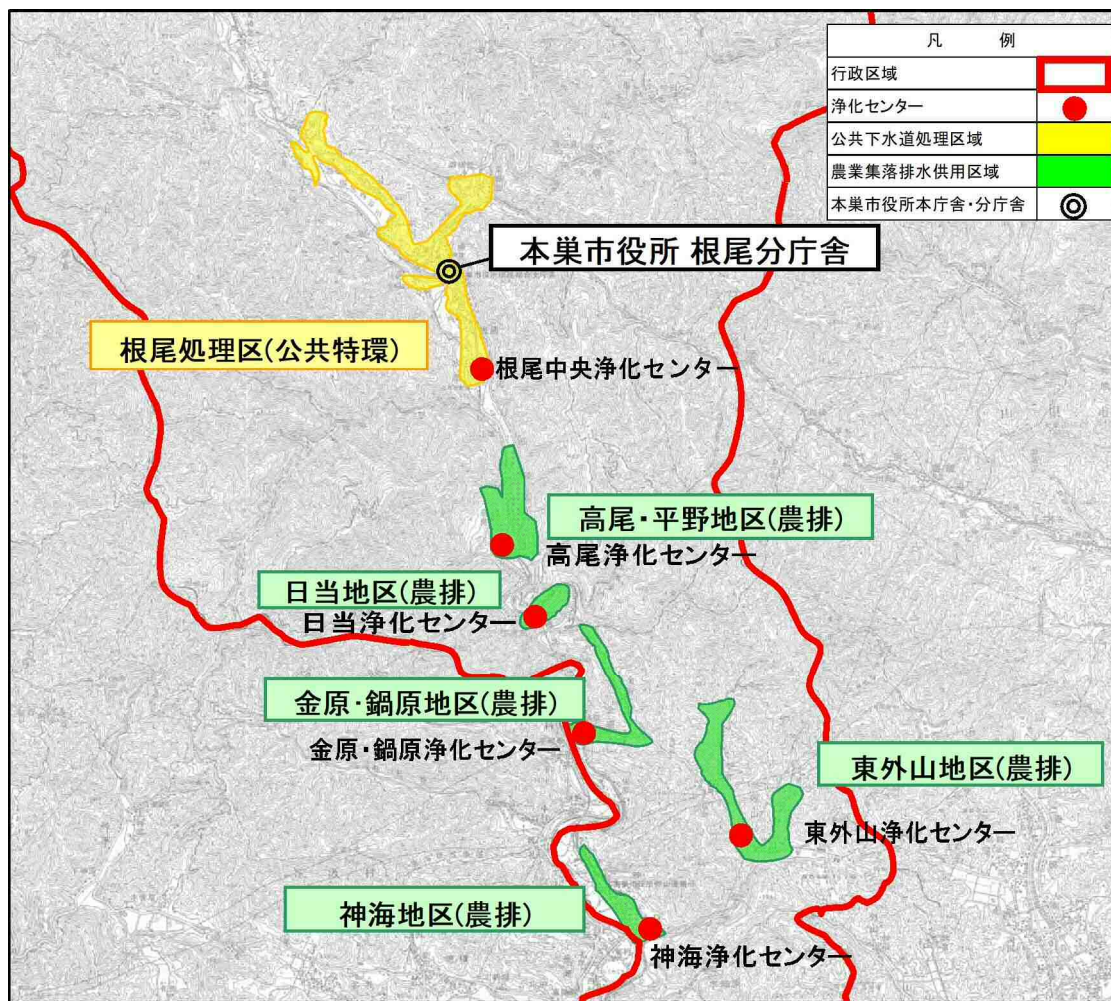 凡　例
行政区域
浄化センター
公共下水道処理区域
農業集落排水供用区域
本巣市役所本庁舎・分庁舎
本巣市役所 根尾分庁舎
根尾処理区(公共特環)
根尾中央浄化センター
高尾・平野地区(農排)
高尾浄化センター
日当地区(農排)
日当浄化センター
金原・鍋原地区(農排)
金原・鍋原浄化センター
東外山地区(農排)
東外山浄化センター
神海地区(農排)
神海浄化センター